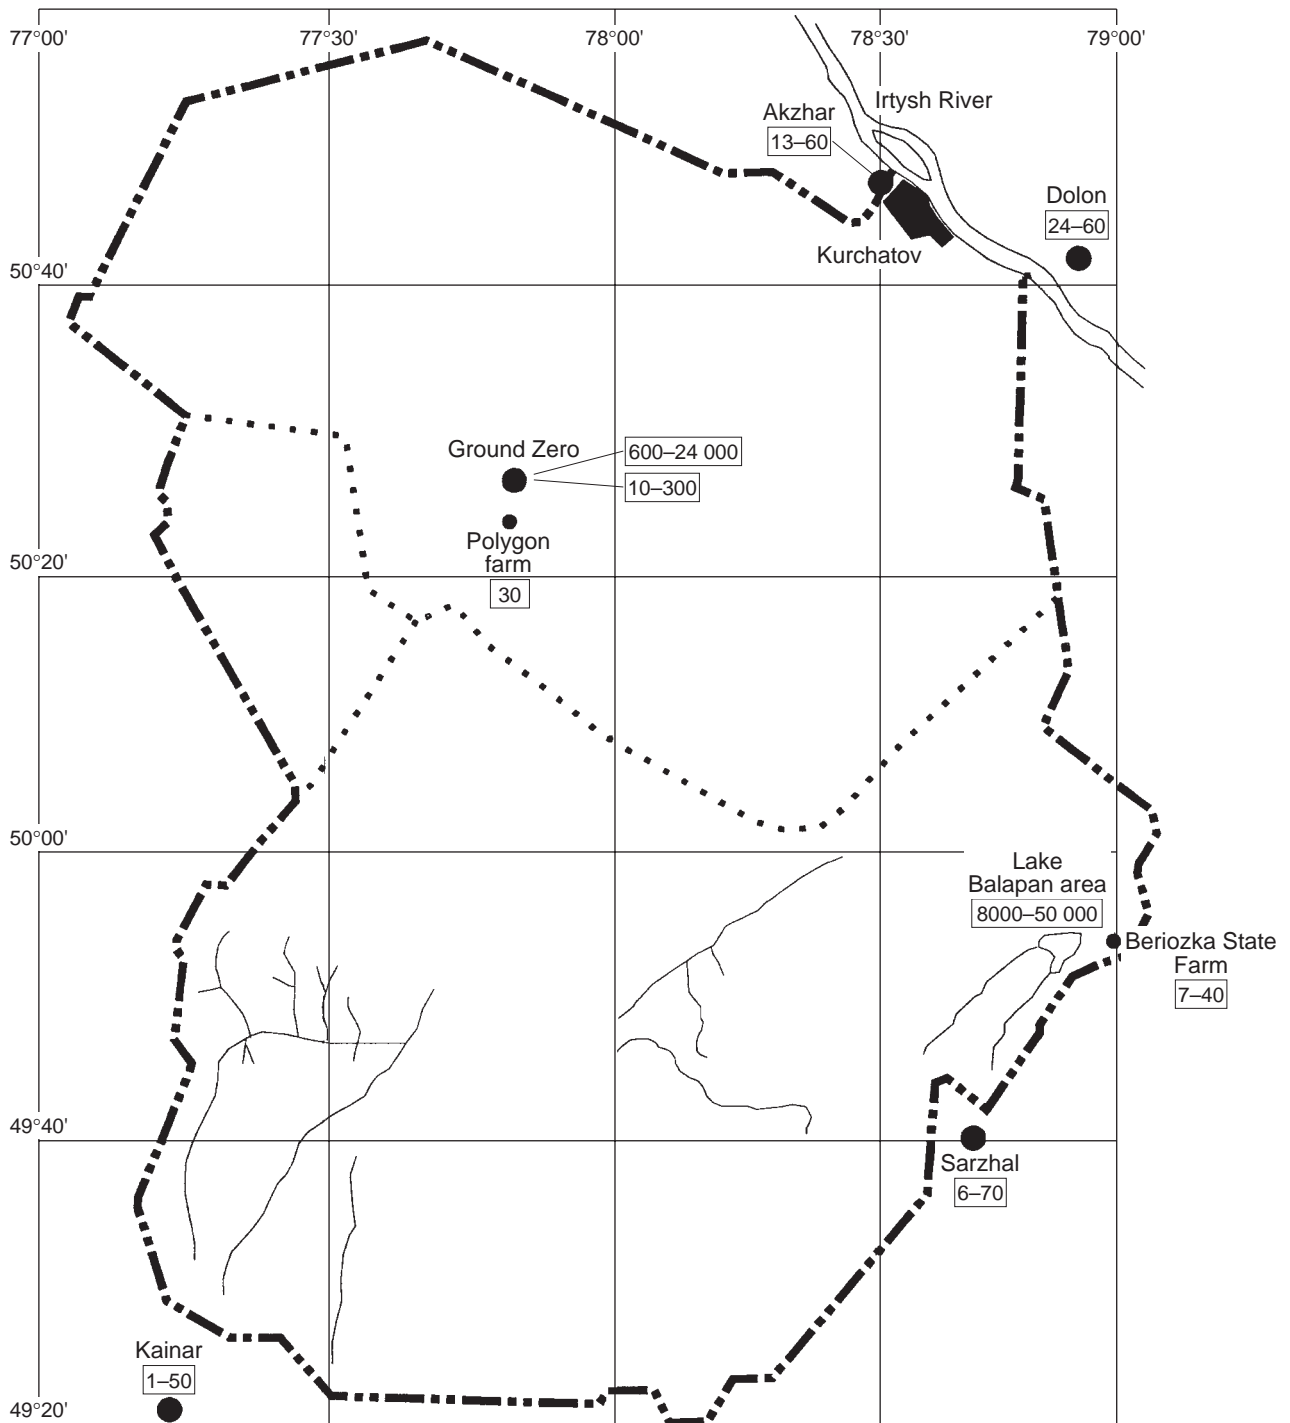 77°00'
77°30'
78°00'
78°30'
79°00'
Irtysh River
Akzhar
13–60
Dolon
24–60
Kurchatov
50°40'
Ground Zero
600–24 000
10–300
Polygon
farm
30
50°20'
50°00'
Lake
Balapan area
8000–50 000
Beriozka State
Farm
7–40
49°40'
Sarzhal
6–70
Kainar
1–50
49°20'